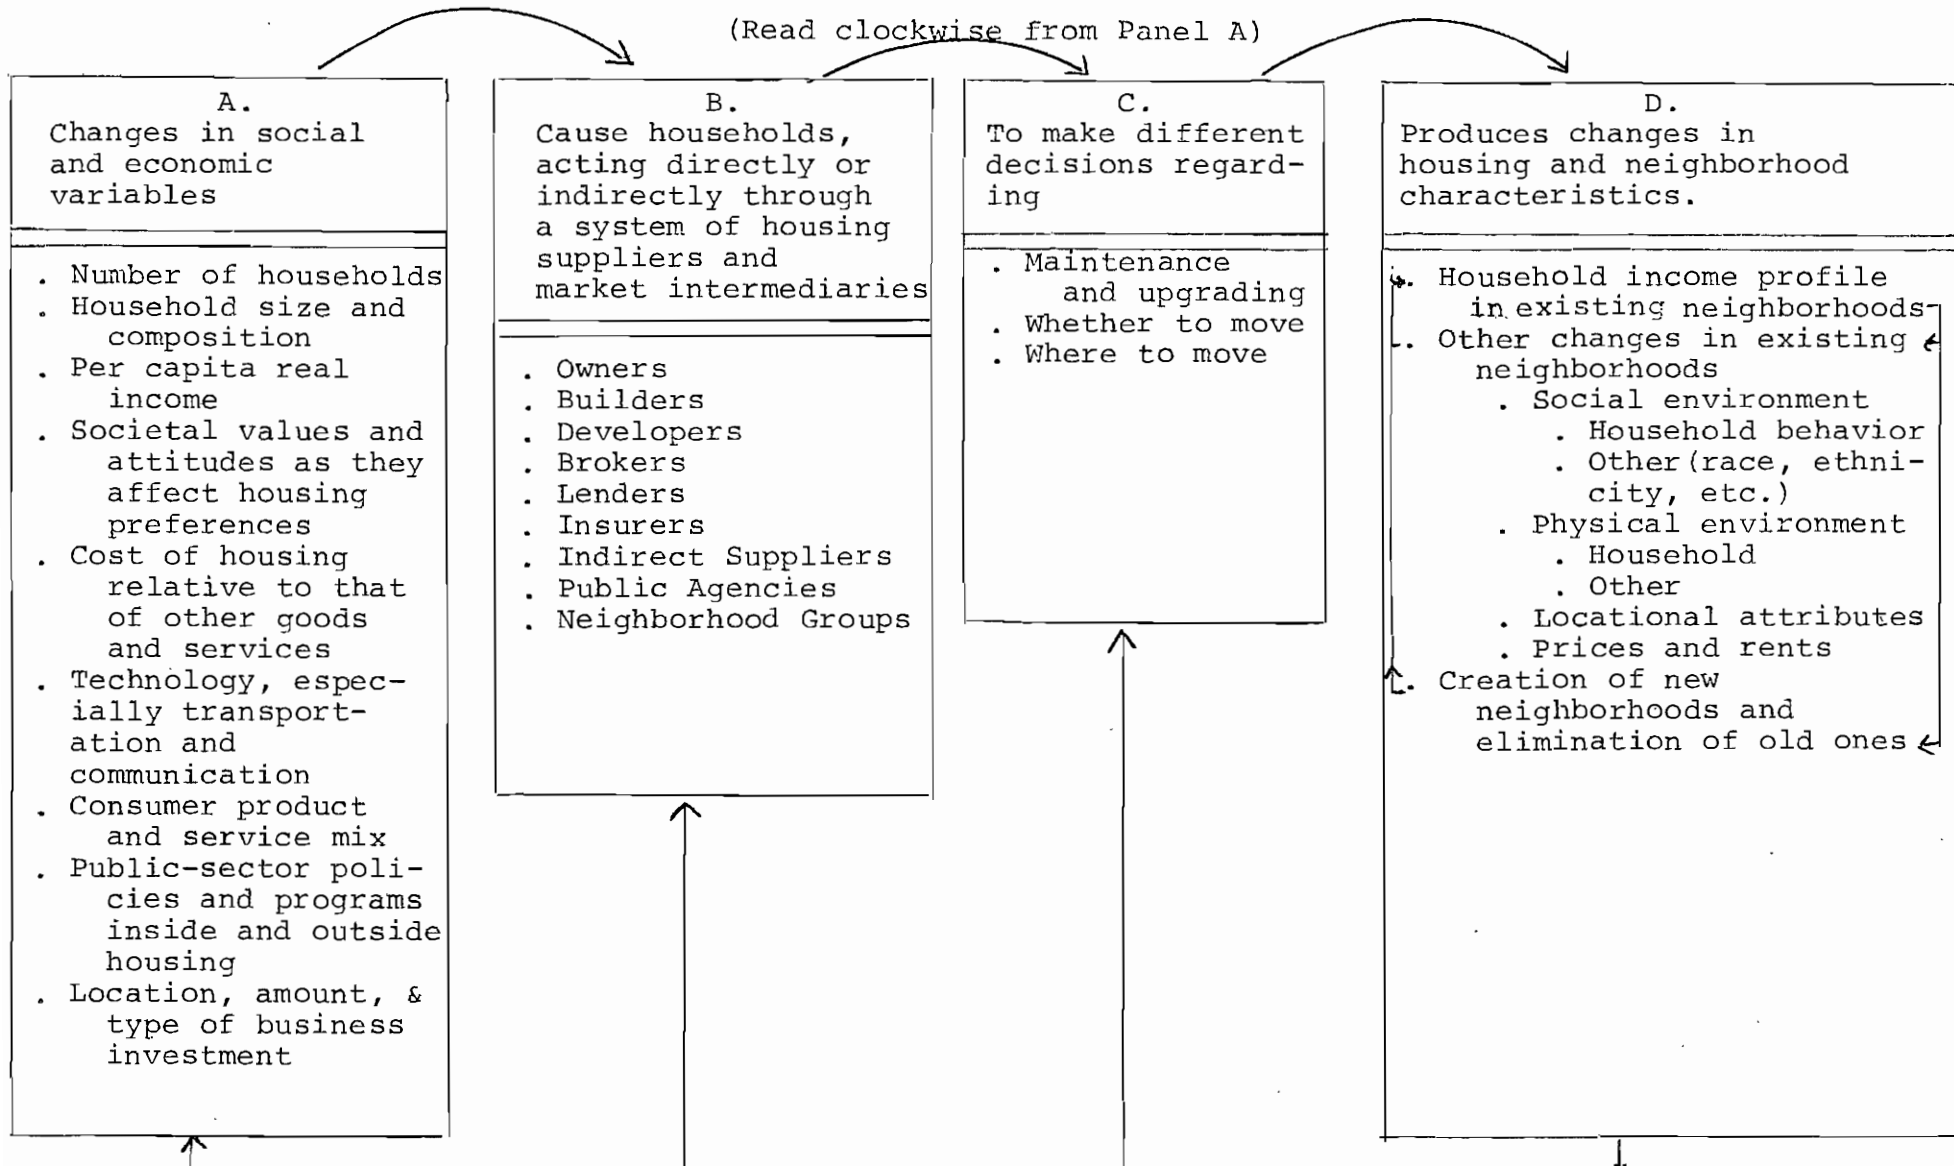 (Read clockwise from Panel A)
A.
Changes in social
and economic
variables
. Number of households
. Household size and
composition
. Per capita real
income
. Societal values and
attitudes as they
affect housing
preferences
. Cost of housing
relative to that
of other goods
and services
. Technology, espec-
ially transport-
ation and
communication
. Consumer product
and service mix
. Public-sector poli-
cies and programs
inside and outside
housing
. Location, amount, &
type of business
investment
B.
Cause households,
acting directly or
indirectly through
a system of housing
suppliers and
market intermediaries
. Owners
. Builders
. Developers
. Brokers
. Lenders
. Insurers
. Indirect Suppliers
. Public Agencies
. Neighborhood Groups
C.
To make different
decisions regard-
ing
. Maintenance
and upgrading
. Whether to move
. Where to move
D.
Produces changes in
housing and neighborhood
characteristics.
. Household income profile
in existing neighborhoods
. Other changes in existing
neighborhoods
. Social environment
. Household behavior
. Other(race, ethni-
city, etc.)
. Physical environment
. Household
. Other
. Locational attributes
. Prices and rents
. Creation of new
neighborhoods and
elimination of old ones